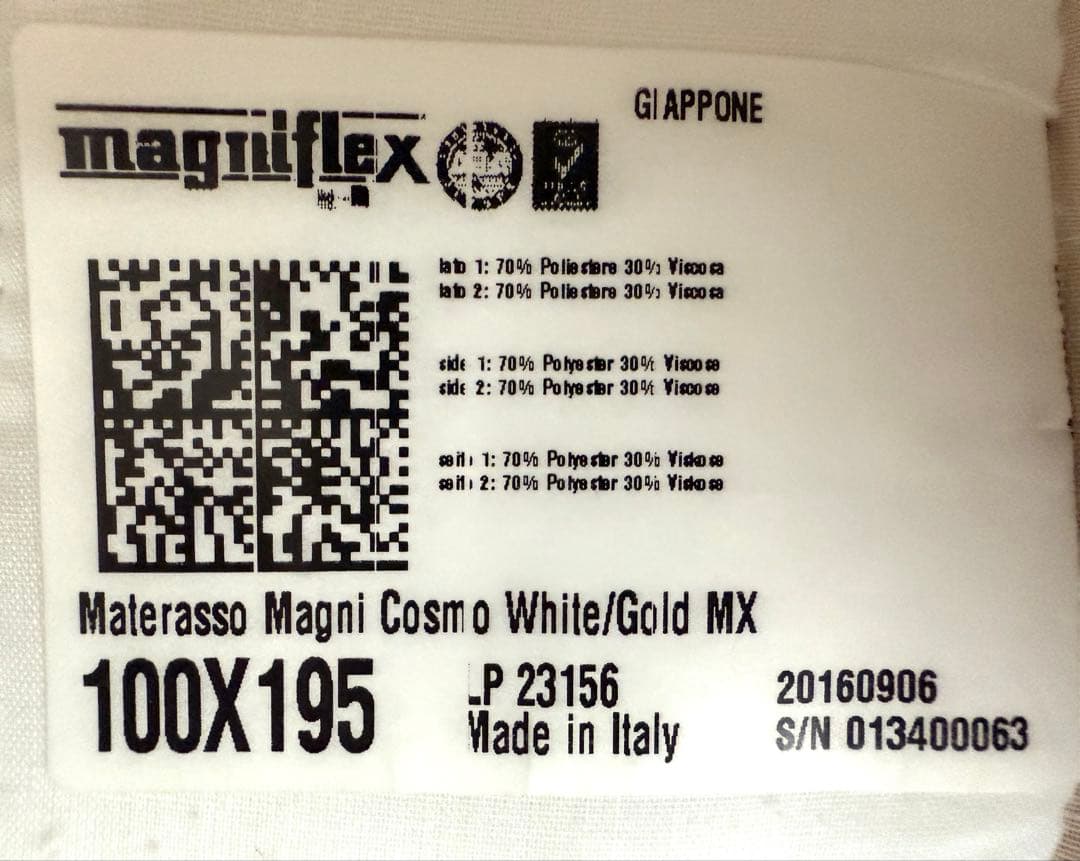 GIAPPONE
magniflex
lato 1: 70% Poliestere 30% Viscosa
lato 2: 70% Poliestere 30% Viscosa
side 1: 70% Polyester 30% Viscose
side 2: 70% Polyester 30% Viscose
seite 1: 70% Polyester 30% Viskose
seite 2: 70% Polyester 30% Viskose
Materasso Magni Cosmo White/Gold MX
100X195
LP 23156
Made in Italy
20160906
S/N 013400063